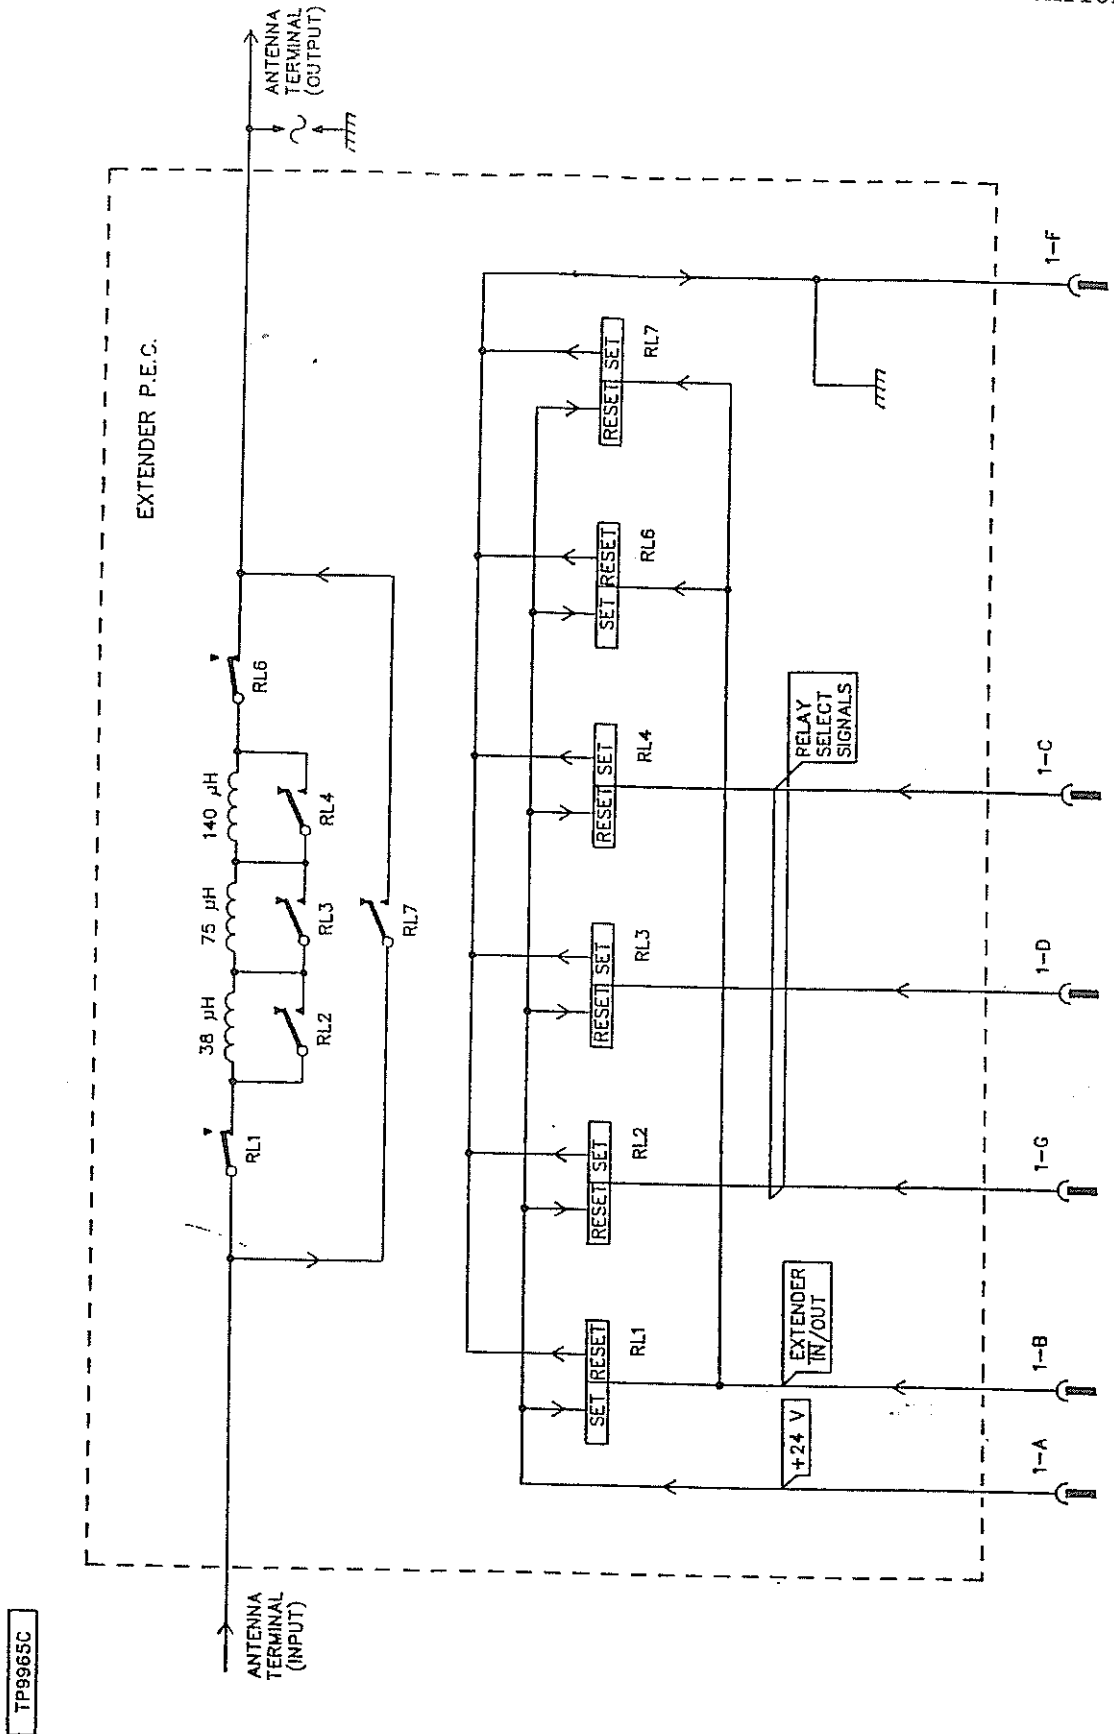 TP9965C
EXTENDER P.E.C.
ANTENNA
TERMINAL
(INPUT)
ANTENNA
TERMINAL
(OUTPUT)
RL1
38 µH
75 µH
140 µH
RL6
RL2
RL3
RL4
RL7
SET RESET
RL1
RESET SET
RL2
RESET SET
RL3
RESET SET
RL4
SET RESET
RL6
RESET SET
RL7
+24 V
EXTENDER
IN/OUT
RELAY
SELECT
SIGNALS
1-A
1-B
1-G
1-D
1-C
1-F